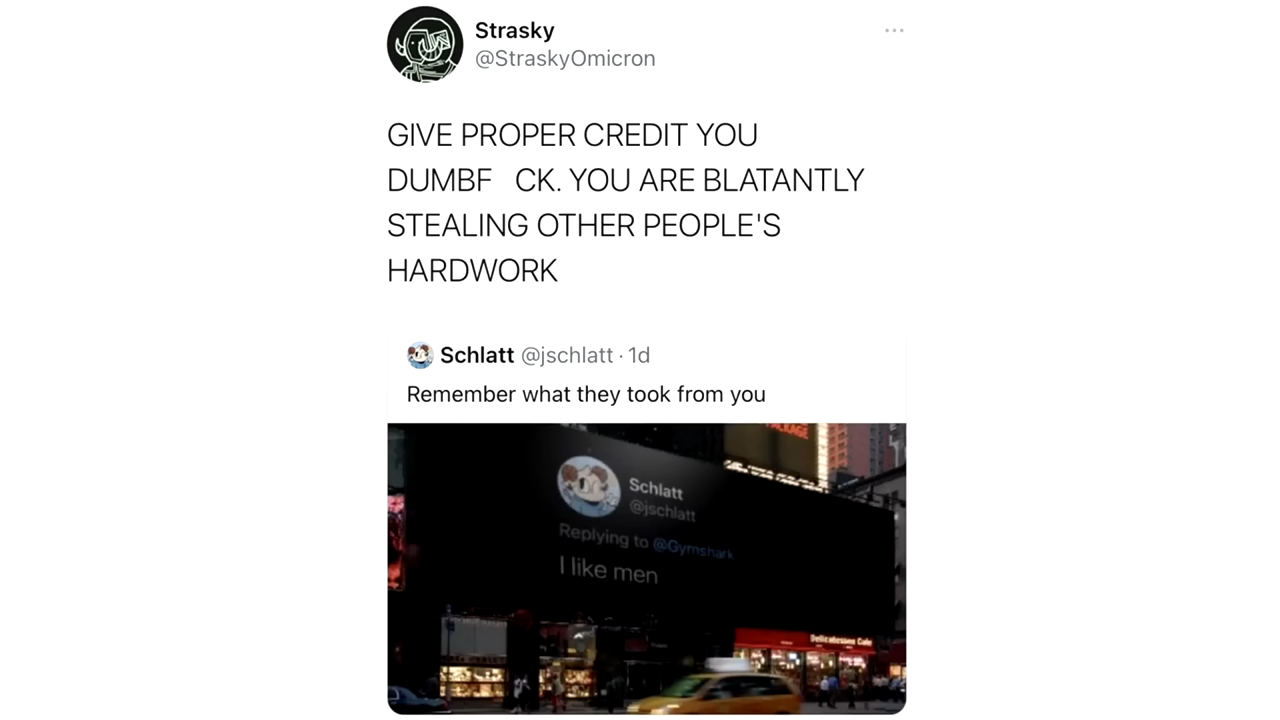 Strasky
@StraskyOmicron
GIVE PROPER CREDIT YOU
DUMBF CK. YOU ARE BLATANTLY
STEALING OTHER PEOPLE'S
HARDWORK
Schlatt @jschlatt · 1d
Remember what they took from you
Schlatt
@jschlatt
Replying to @Gymshark
I like men
Delicatessen Cafe